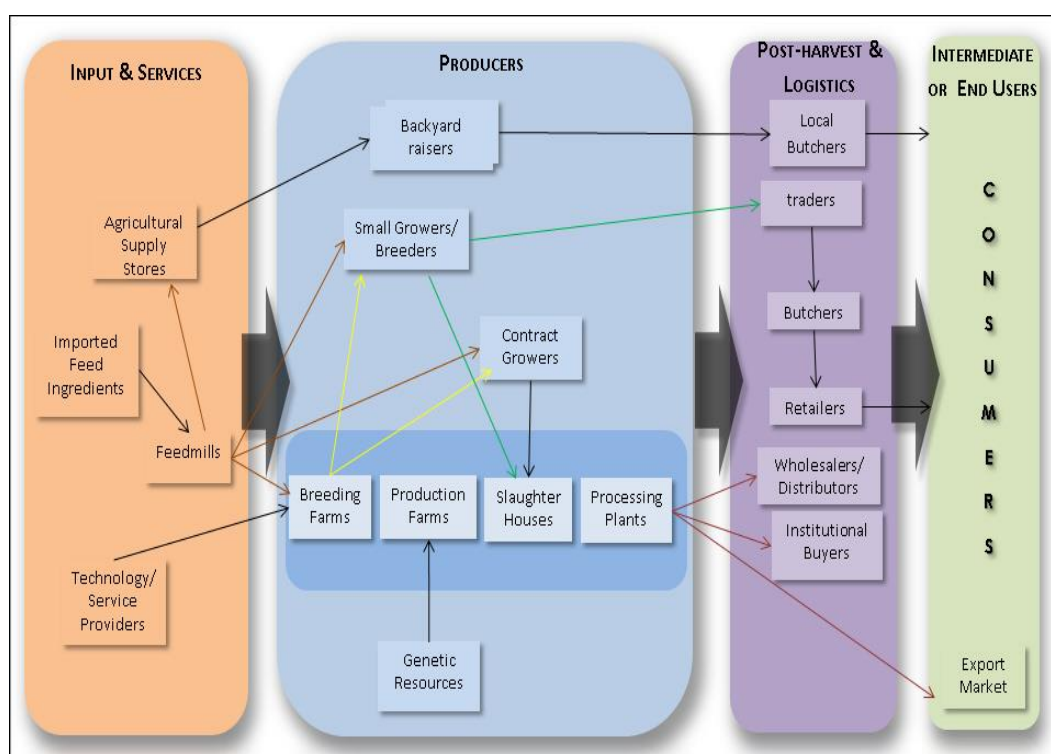 INPUT & SERVICES
Agricultural
Supply
Stores
Imported
Feed
Ingredients
Feedmills
Technology/
Service
Providers
PRODUCERS
Backyard
raisers
Small Growers/
Breeders
Contract
Growers
Breeding
Farms
Production
Farms
Slaughter
Houses
Processing
Plants
Genetic
Resources
POST-HARVEST &
LOGISTICS
Local
Butchers
traders
Butchers
Retailers
Wholesalers/
Distributors
Institutional
Buyers
INTERMEDIATE
OR END USERS
C
O
N
S
U
M
E
R
S
Export
Market